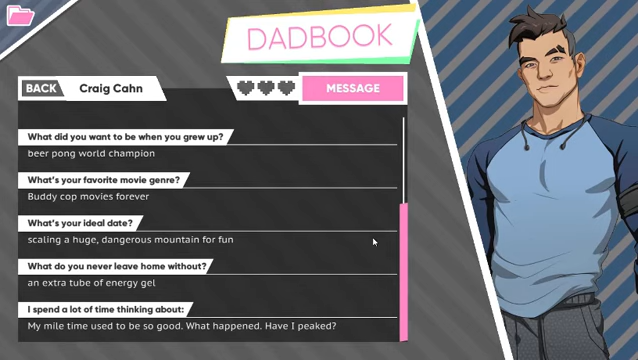 DADBOOK
BACK
Craig Cahn
MESSAGE
What did you want to be when you grew up?
beer pong world champion
What's your favorite movie genre?
Buddy cop movies forever
What's your ideal date?
scaling a huge, dangerous mountain for fun
What do you never leave home without?
an extra tube of energy gel
I spend a lot of time thinking about:
My mile time used to be so good. What happened. Have I peaked?